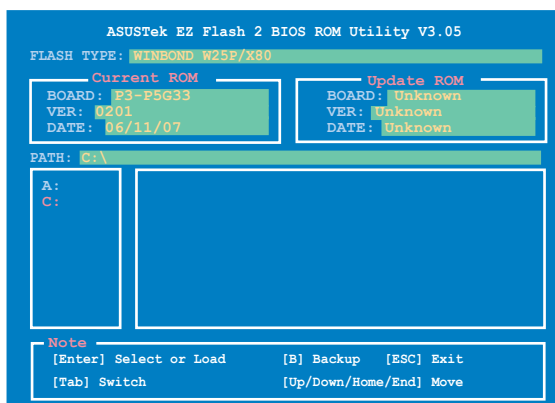 ASUSTek EZ Flash 2 BIOS ROM Utility V3.05
FLASH TYPE: WINBOND W25P/X80
Current ROM
BOARD: P3-P5G33
VER: 0201
DATE: 06/11/07
Update ROM
BOARD: Unknown
VER: Unknown
DATE: Unknown
PATH: C:\
A:
C:
Note
[Enter] Select or Load [B] Backup [ESC] Exit
[Tab] Switch [Up/Down/Home/End] Move